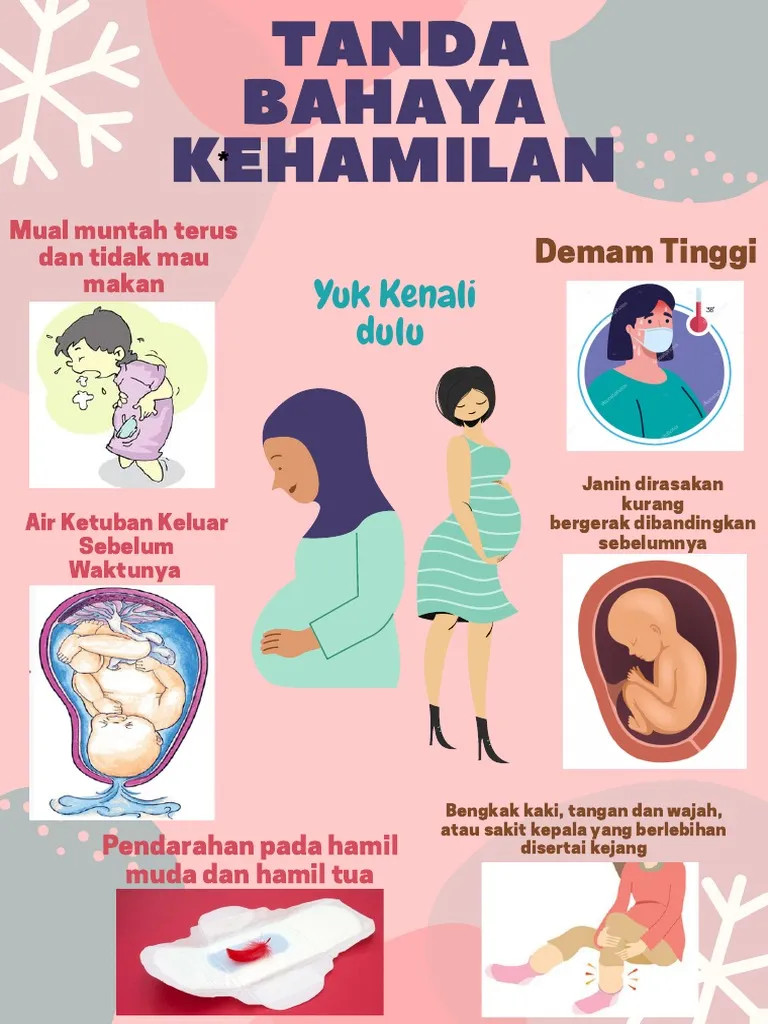 TANDA
BAHAYA
K*EHAMILAN
Mual muntah terus
dan tidak mau
makan
Demam Tinggi
Yuk Kenali
dulu
38°
Air Ketuban Keluar
Sebelum
Waktunya
Janin dirasakan
kurang
bergerak dibandingkan
sebelumnya
Pendarahan pada hamil
muda dan hamil tua
Bengkak kaki, tangan dan wajah,
atau sakit kepala yang berlebihan
disertai kejang